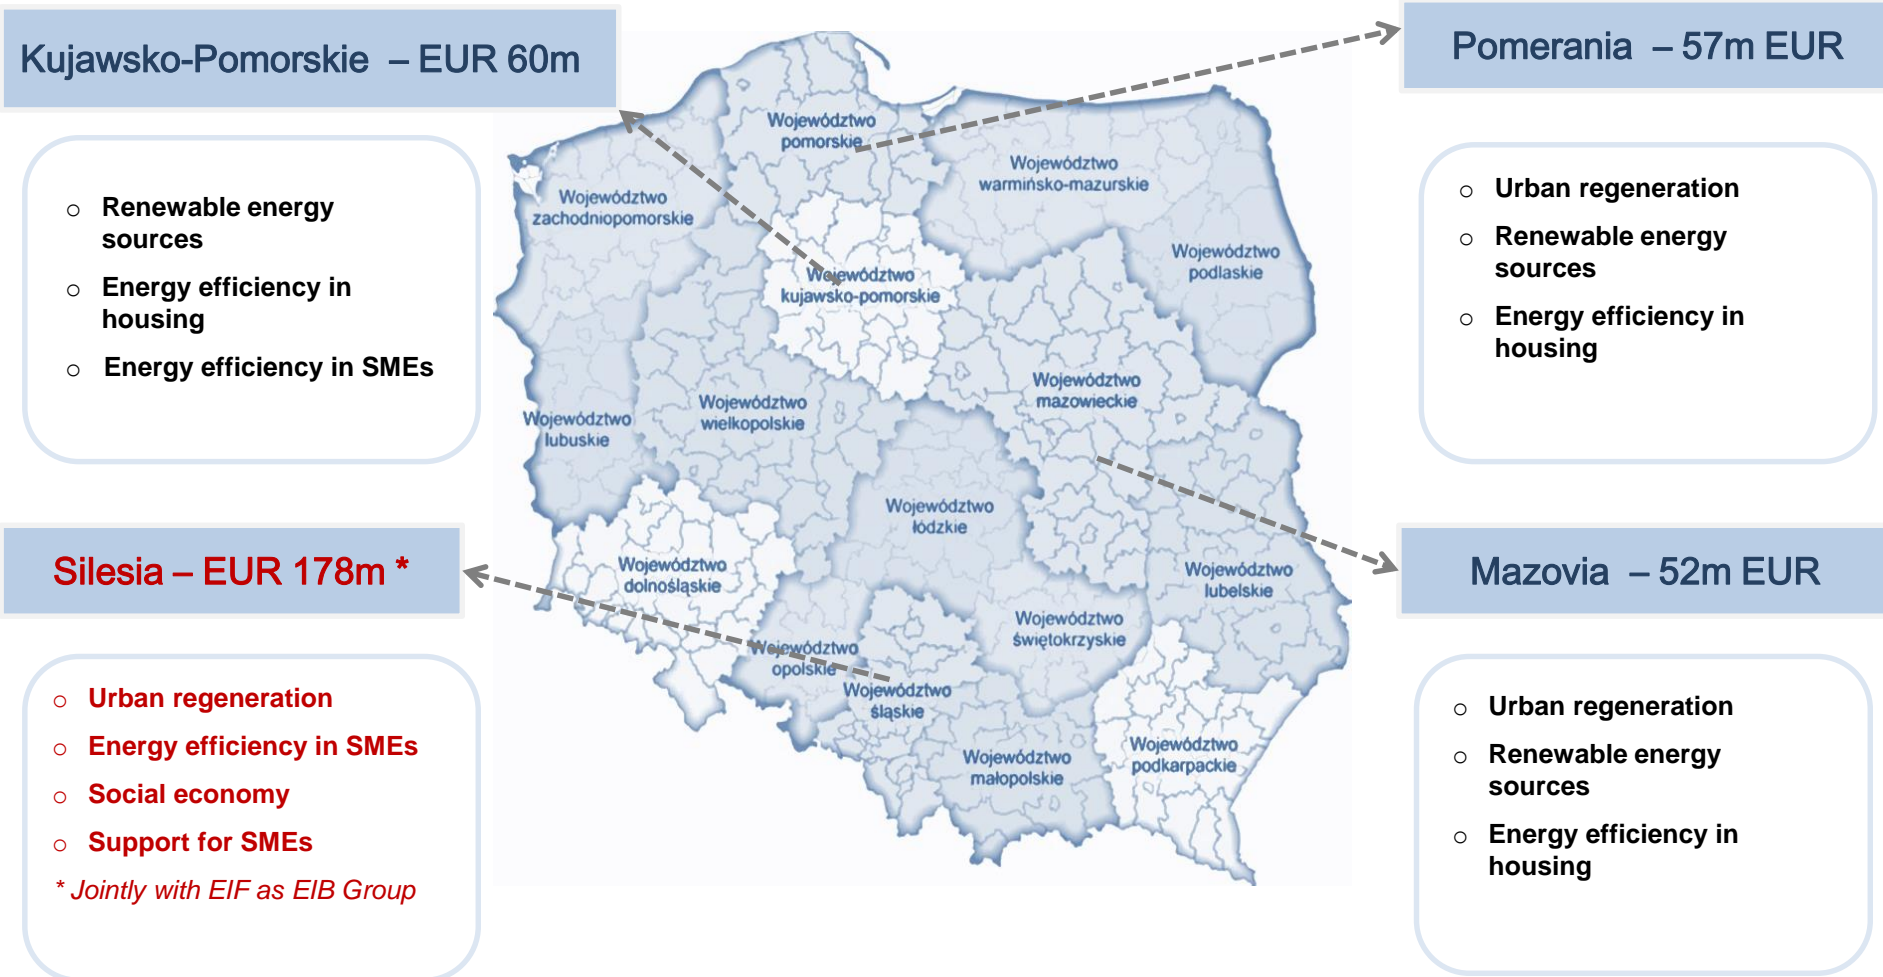 Kujawsko-Pomorskie – EUR 60m
○ Renewable energy
sources
○ Energy efficiency in
housing
○ Energy efficiency in SMEs
Silesia – EUR 178m *
○ Urban regeneration
○ Energy efficiency in SMEs
○ Social economy
○ Support for SMEs
* Jointly with EIF as EIB Group
Województwo
pomorskie
Województwo
warmińsko-mazurskie
Województwo
zachodniopomorskie
Województwo
podlaskie
Województwo
kujawsko-pomorskie
Województwo
mazowieckie
Województwo
wielkopolskie
Województwo
lubuskie
Województwo
łódzkie
Województwo
dolnośląskie
Województwo
lubelskie
Województwo
świętokrzyskie
Województwo
opolskie
Województwo
śląskie
Województwo
małopolskie
Województwo
podkarpackie
Pomerania – 57m EUR
○ Urban regeneration
○ Renewable energy
sources
○ Energy efficiency in
housing
Mazovia – 52m EUR
○ Urban regeneration
○ Renewable energy
sources
○ Energy efficiency in
housing